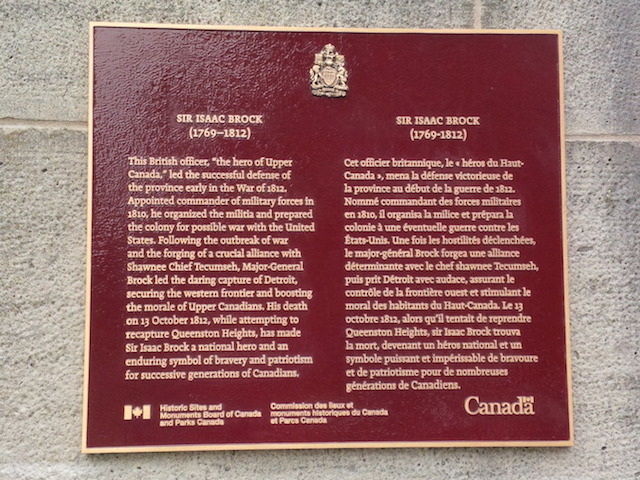 SIR ISAAC BROCK
(1769–1812)
This British officer, "the hero of Upper
Canada," led the successful defense of
the province early in the War of 1812.
Appointed commander of military forces in
1810, he organized the militia and prepared
the colony for possible war with the United
States. Following the outbreak of war
and the forging of a crucial alliance with
Shawnee Chief Tecumseh, Major-General
Brock led the daring capture of Detroit,
securing the western frontier and boosting
the morale of Upper Canadians. His death
on 13 October 1812, while attempting to
recapture Queenston Heights, has made
Sir Isaac Brock a national hero and an
enduring symbol of bravery and patriotism
for successive generations of Canadians.
SIR ISAAC BROCK
(1769-1812)
Cet officier britannique, le « héros du Haut-
Canada », mena la défense victorieuse de
la province au début de la guerre de 1812.
Nommé commandant des forces militaires
en 1810, il organisa la milice et prépara la
colonie à une éventuelle guerre contre les
États-Unis. Une fois les hostilités déclenchées,
le major-général Brock forgea une alliance
déterminante avec le chef shawnee Tecumseh,
puis prit Détroit avec audace, assurant le
contrôle de la frontière ouest et stimulant le
moral des habitants du Haut-Canada. Le 13
octobre 1812, alors qu'il tentait de reprendre
Queenston Heights, sir Isaac Brock trouva
la mort, devenant un héros national et un
symbole puissant et impérissable de bravoure
et de patriotisme pour de nombreuses
générations de Canadiens.
Historic Sites and
Monuments Board of Canada
and Parks Canada
Commission des lieux et
monuments historiques du Canada
et Parcs Canada
Canada